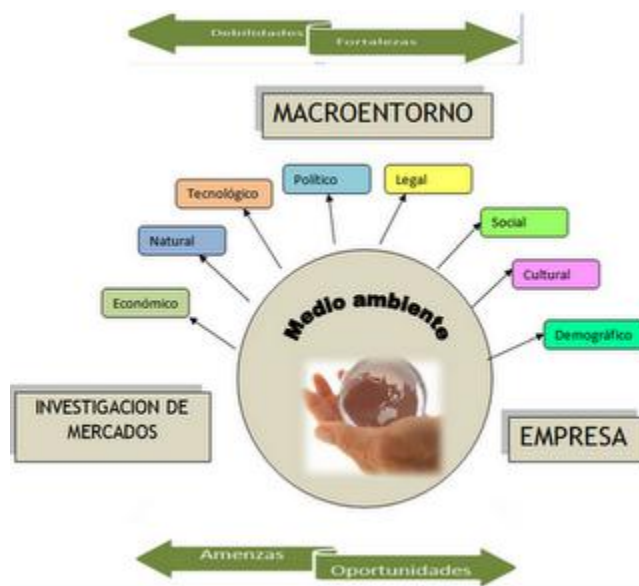 Debilidades
Fortalezas
MACROENTORNO
Político
Legal
Tecnológico
Social
Natural
Cultural
Económico
Demográfico
Medio ambiente
INVESTIGACION DE
MERCADOS
EMPRESA
Amenzas
Oportunidades